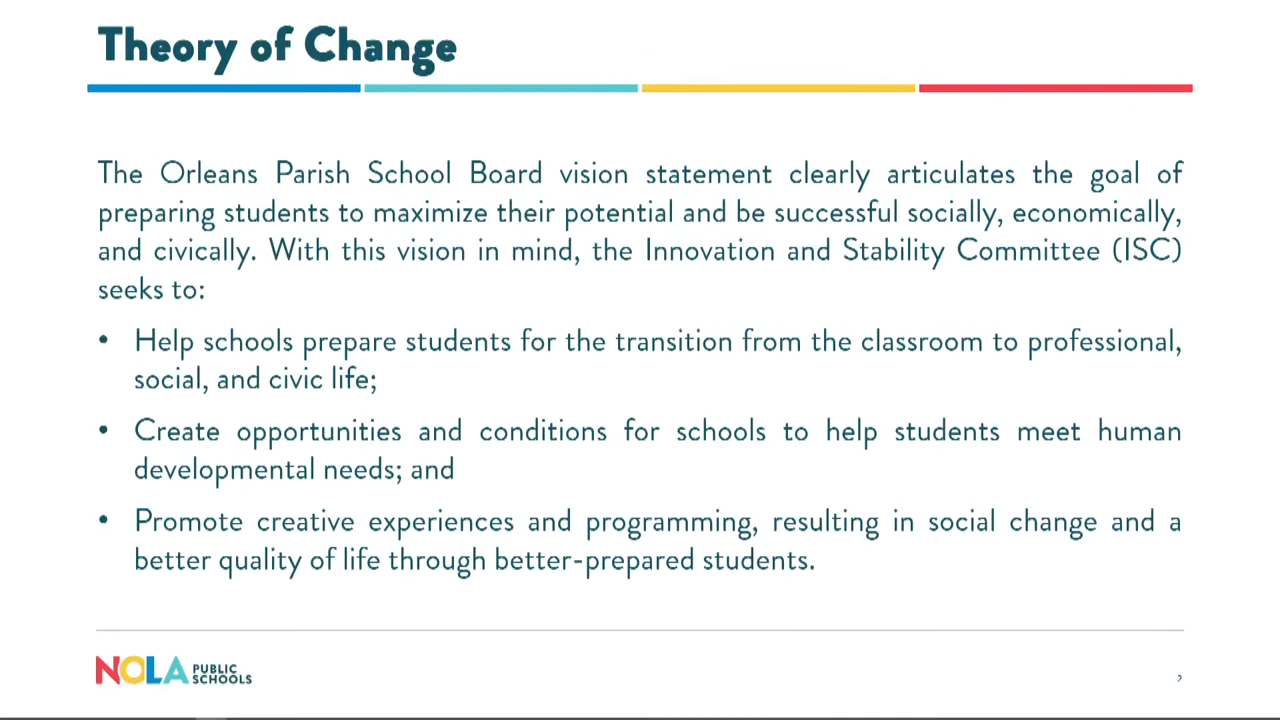 Theory of Change
The Orleans Parish School Board vision statement clearly articulates the goal of
preparing students to maximize their potential and be successful socially, economically,
and civically. With this vision in mind, the Innovation and Stability Committee (ISC)
seeks to:
• Help schools prepare students for the transition from the classroom to professional,
social, and civic life;
• Create opportunities and conditions for schools to help students meet human
developmental needs; and
• Promote creative experiences and programming, resulting in social change and a
better quality of life through better-prepared students.
NOLA PUBLIC
SCHOOLS